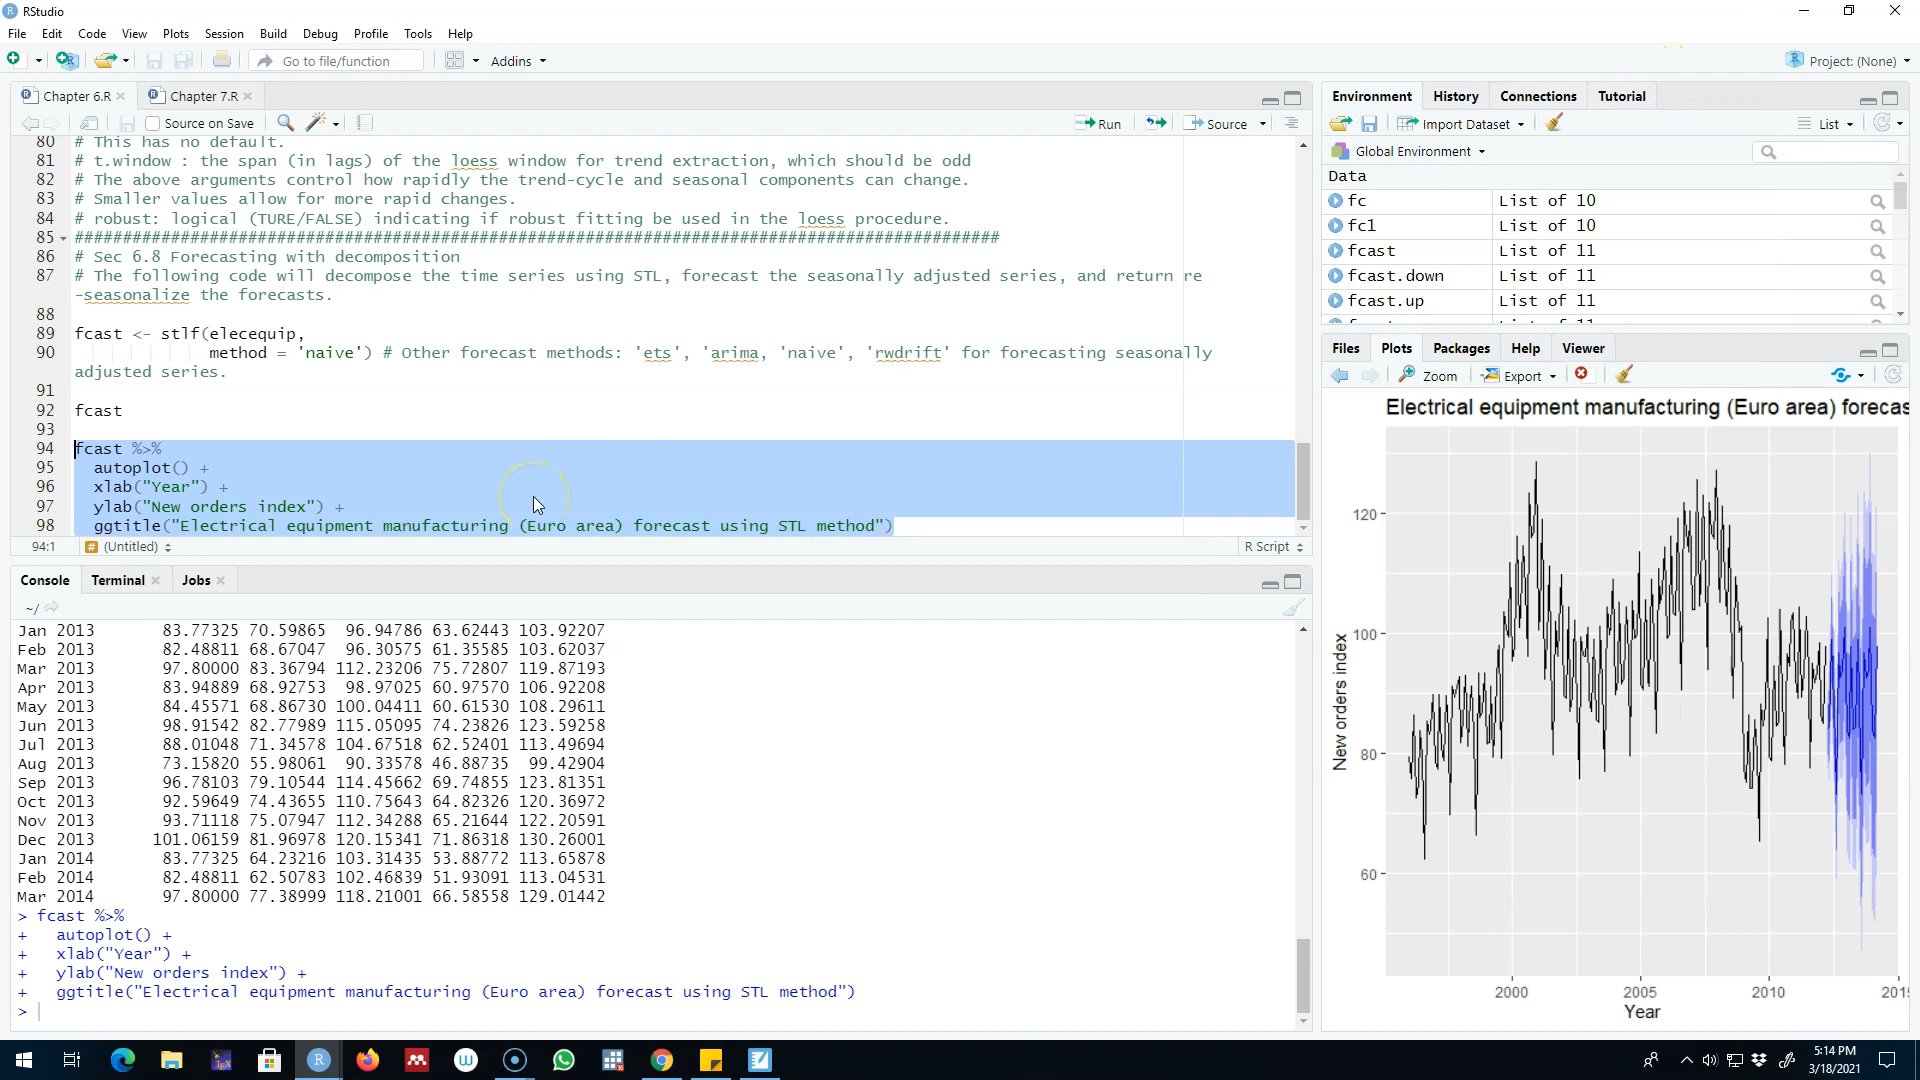 RStudio
File Edit Code View Plots Session Build Debug Profile Tools Help
Go to file/function Addins Project: (None)
Chapter 6.R Chapter 7.R
Source on Save Run Source
80 # This has no default.
81 # t.window : the span (in lags) of the loess window for trend extraction, which should be odd
82 # The above arguments control how rapidly the trend-cycle and seasonal components can change.
83 # Smaller values allow for more rapid changes.
84 # robust: logical (TURE/FALSE) indicating if robust fitting be used in the loess procedure.
85 ################################################################################################
86 # Sec 6.8 Forecasting with decomposition
87 # The following code will decompose the time series using STL, forecast the seasonally adjusted series, and return re
-seasonalize the forecasts.
88
89 fcast <- stlf(elecequip,
90 method = 'naive') # Other forecast methods: 'ets', 'arima, 'naive', 'rwdrift' for forecasting seasonally
adjusted series.
91
92 fcast
93
94 fcast %>%
95 autoplot() +
96 xlab("Year") +
97 ylab("New orders index") +
98 ggtitle("Electrical equipment manufacturing (Euro area) forecast using STL method")
94:1 (Untitled) R Script
Console Terminal Jobs
~/
Jan 2013 83.77325 70.59865 96.94786 63.62443 103.92207
Feb 2013 82.48811 68.67047 96.30575 61.35585 103.62037
Mar 2013 97.80000 83.36794 112.23206 75.72807 119.87193
Apr 2013 83.94889 68.92753 98.97025 60.97570 106.92208
May 2013 84.45571 68.86730 100.04411 60.61530 108.29611
Jun 2013 98.91542 82.77989 115.05095 74.23826 123.59258
Jul 2013 88.01048 71.34578 104.67518 62.52401 113.49694
Aug 2013 73.15820 55.98061 90.33578 46.88735 99.42904
Sep 2013 96.78103 79.10544 114.45662 69.74855 123.81351
Oct 2013 92.59649 74.43655 110.75643 64.82326 120.36972
Nov 2013 93.71118 75.07947 112.34288 65.21644 122.20591
Dec 2013 101.06159 81.96978 120.15341 71.86318 130.26001
Jan 2014 83.77325 64.23216 103.31435 53.88772 113.65878
Feb 2014 82.48811 62.50783 102.46839 51.93091 113.04531
Mar 2014 97.80000 77.38999 118.21001 66.58558 129.01442
> fcast %>%
+ autoplot() +
+ xlab("Year") +
+ ylab("New orders index") +
+ ggtitle("Electrical equipment manufacturing (Euro area) forecast using STL method")
>
Environment History Connections Tutorial
Import Dataset List
Global Environment
Data
fc List of 10
fc1 List of 10
fcast List of 11
fcast.down List of 11
fcast.up List of 11
Files Plots Packages Help Viewer
Zoom Export
Electrical equipment manufacturing (Euro area) forecas
New orders index
120
100
80
60
2000 2005 2010 201
Year
5:14 PM
3/18/2021